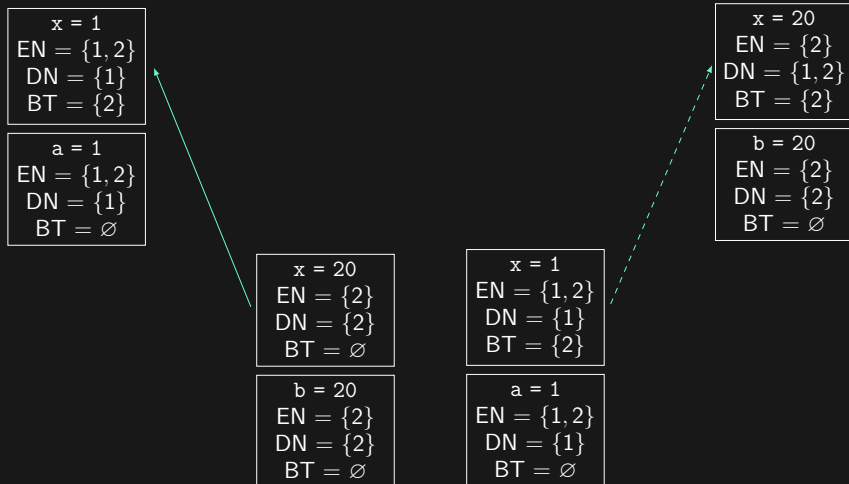 x = 1
EN = {1, 2}
DN = {1}
BT = {2}
a = 1
EN = {1, 2}
DN = {1}
BT = ∅
x = 20
EN = {2}
DN = {2}
BT = ∅
b = 20
EN = {2}
DN = {2}
BT = ∅
x = 1
EN = {1, 2}
DN = {1}
BT = {2}
a = 1
EN = {1, 2}
DN = {1}
BT = ∅
x = 20
EN = {2}
DN = {1, 2}
BT = {2}
b = 20
EN = {2}
DN = {2}
BT = ∅